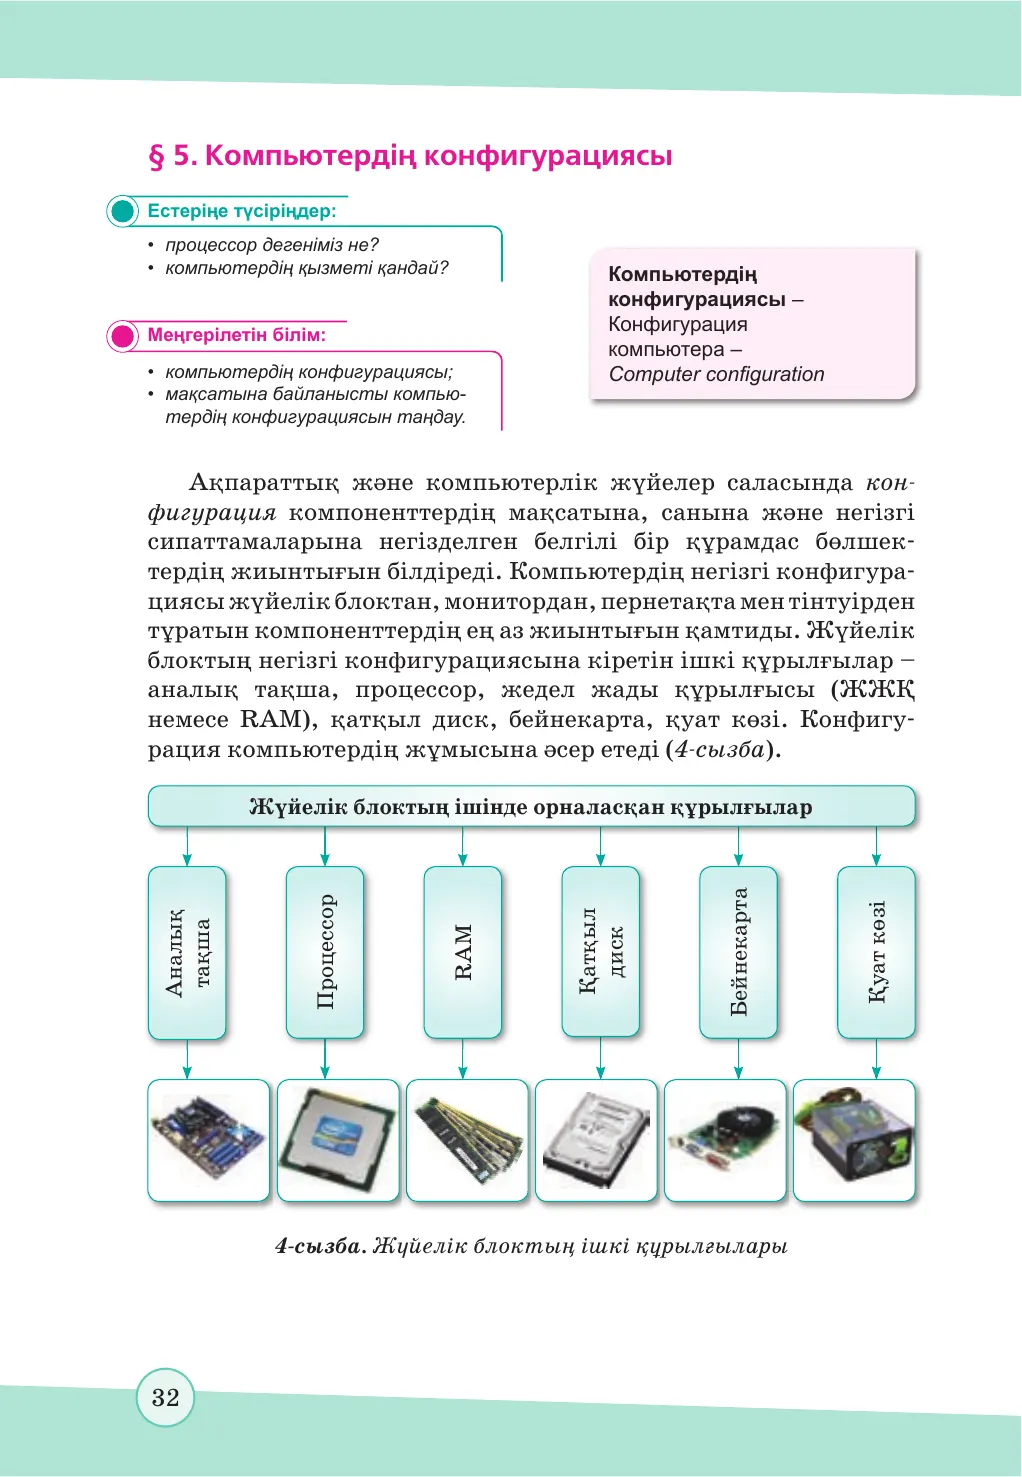 § 5. Компьютердің конфигурациясы
Естеріңе түсіріңдер:
• процессор дегеніміз не?
• компьютердің қызметі қандай?
Меңгерілетін білім:
• компьютердің конфигурациясы;
• мақсатына байланысты компью-
тердің конфигурациясын таңдау.
Компьютердің
конфигурациясы –
Конфигурация
компьютера –
Computer configuration
Ақпараттық және компьютерлік жүйелер саласында кон-
фигурация компоненттердің мақсатына, санына және негізгі
сипаттамаларына негізделген белгілі бір құрамдас бөлшек-
тердің жиынтығын білдіреді. Компьютердің негізгі конфигура-
циясы жүйелік блоктан, монитордан, пернетақта мен тінтуірден
тұратын компоненттердің ең аз жиынтығын қамтиды. Жүйелік
блоктың негізгі конфигурациясына кіретін ішкі құрылғылар –
аналық тақша, процессор, жедел жады құрылғысы (ЖЖҚ
немесе RAM), қатқыл диск, бейнекарта, қуат көзі. Конфигу-
рация компьютердің жұмысына әсер етеді (4-сызба).
Жүйелік блоктың ішінде орналасқан құрылғылар
Аналық
тақша
Процессор
RAM
Қатқыл
диск
Бейнекарта
Қуат көзі
4-сызба. Жүйелік блоктың ішкі құрылғылары
32